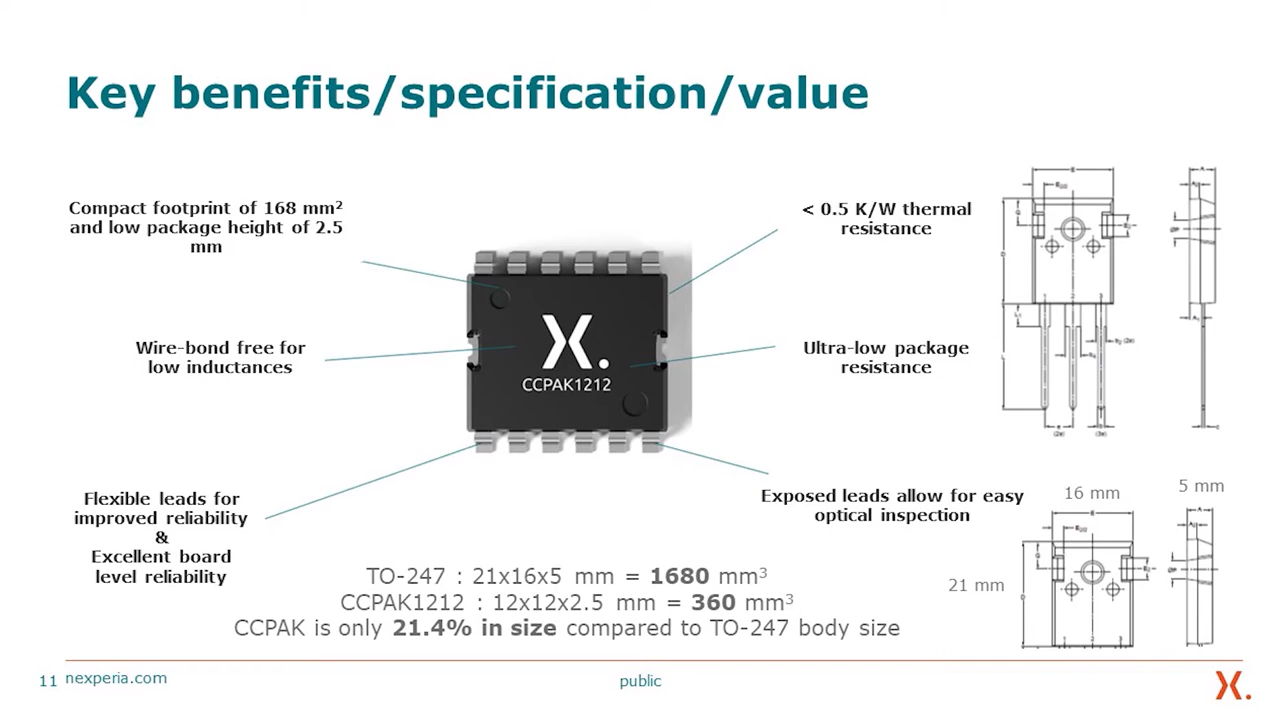 Key benefits/specification/value
Compact footprint of 168 mm²
and low package height of 2.5
mm
< 0.5 K/W thermal
resistance
Wire-bond free for
low inductances
CCPAK1212
Ultra-low package
resistance
Flexible leads for
improved reliability
&
Excellent board
level reliability
Exposed leads allow for easy
optical inspection
16 mm
5 mm
21 mm
TO-247 : 21x16x5 mm = 1680 mm³
CCPAK1212 : 12x12x2.5 mm = 360 mm³
CCPAK is only 21.4% in size compared to TO-247 body size
11 nexperia.com
public